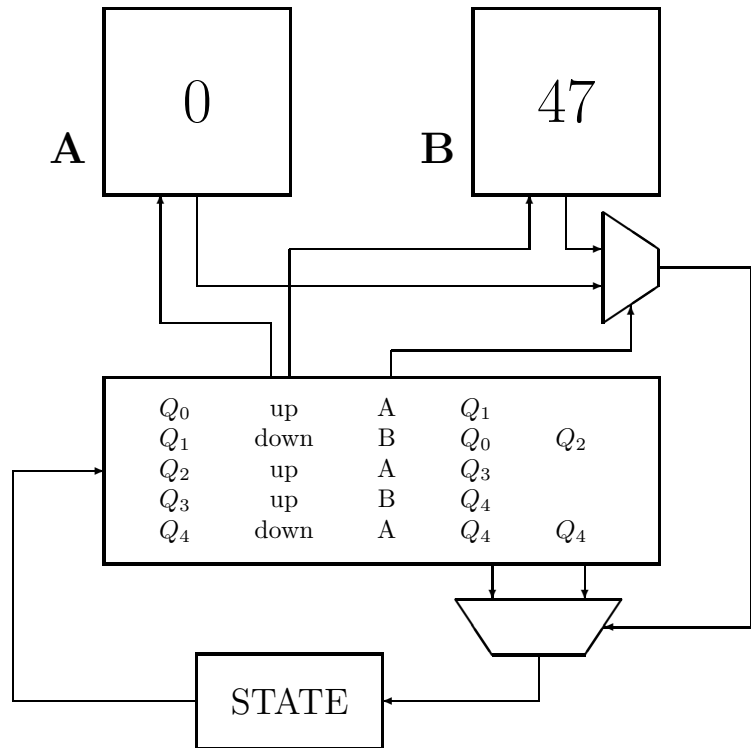 0
47
A
B
Q₀ up A Q₁
Q₁ down B Q₀ Q₂
Q₂ up A Q₃
Q₃ up B Q₄
Q₄ down A Q₄ Q₄
STATE